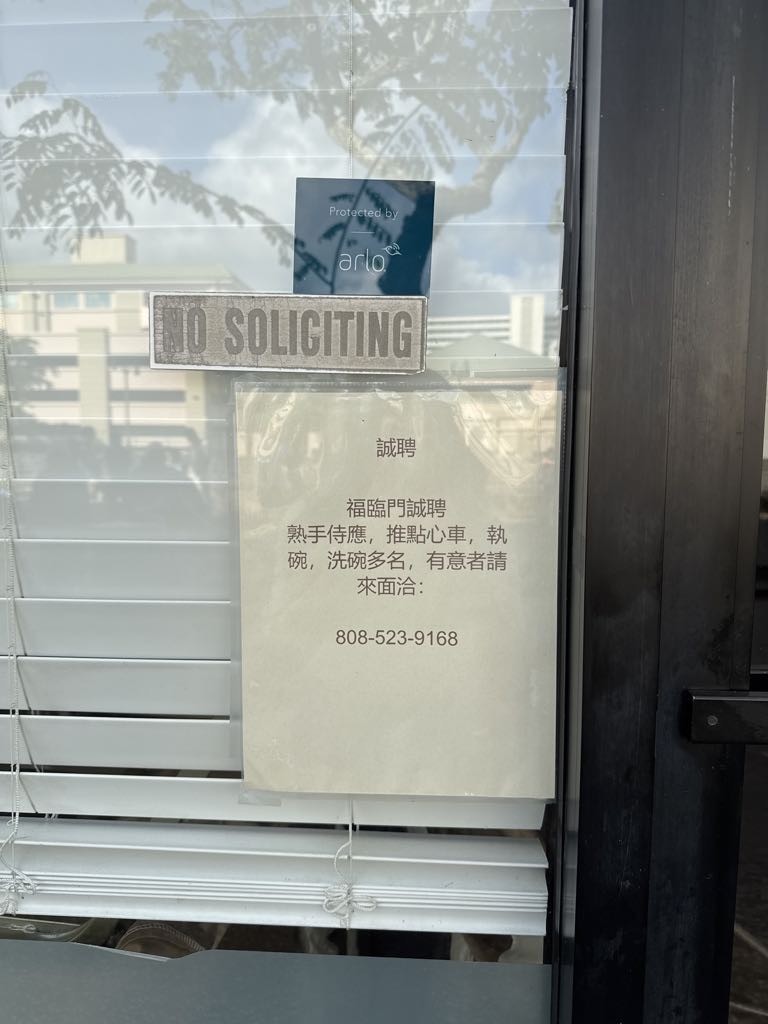 Protected by
arlo
NO SOLICITING
誠聘
福臨門誠聘
熟手侍應，推點心車，執
碗，洗碗多名，有意者請
來面洽：
808-523-9168